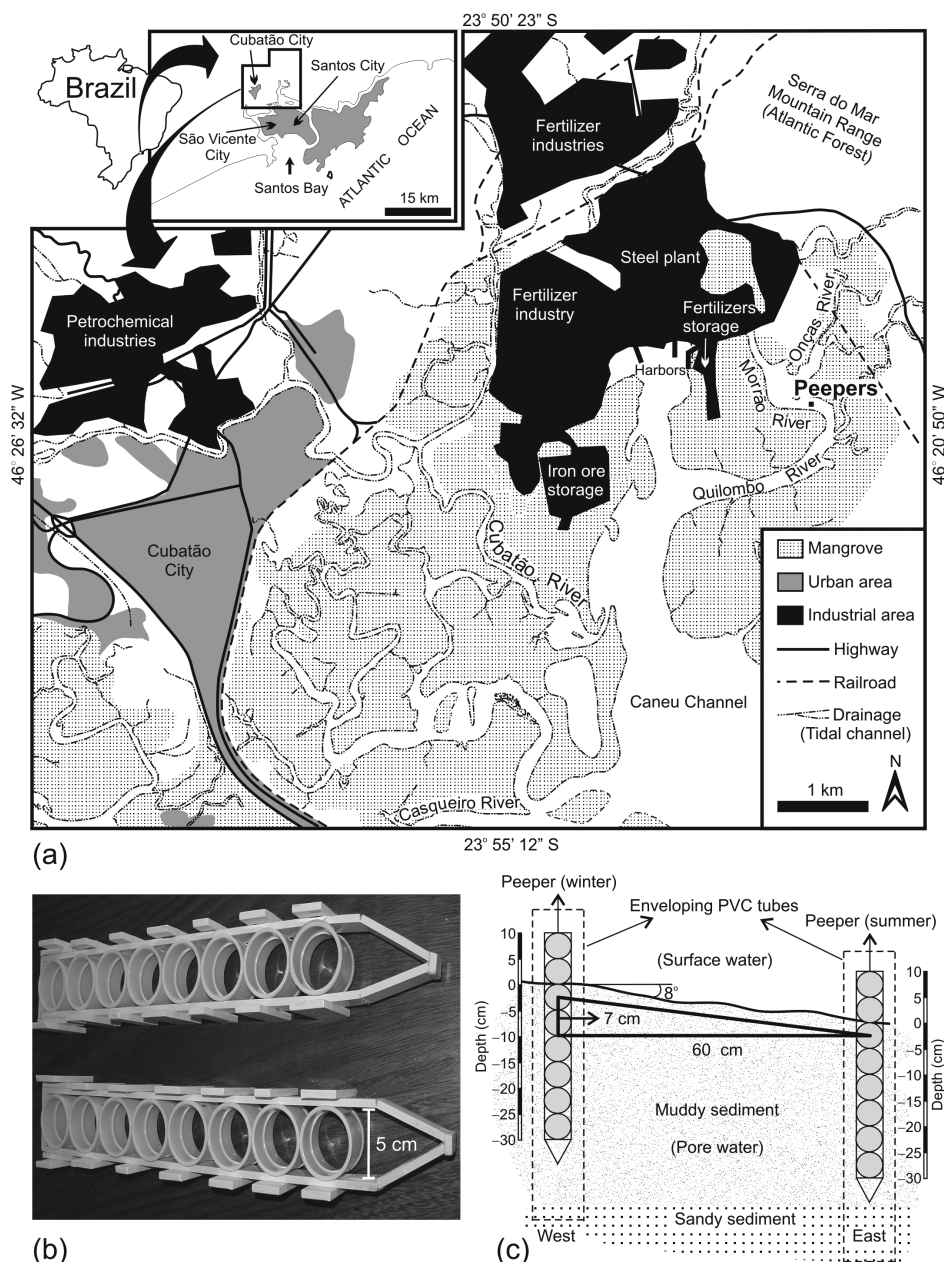 23° 50' 23" S
Cubatão City
Santos City
Brazil
São Vicente
City
Santos Bay
ATLANTIC OCEAN
15 km
Serra do Mar
Mountain Range
(Atlantic Forest)
Fertilizer
industries
Steel plant
Petrochemical
industries
Fertilizer
industry
Fertilizers
storage
Onças River
Harbors
Morrão
River
Peepers
46° 26' 32" W
46° 20' 50" W
Iron ore
storage
Quilombo River
Cubatão River
Cubatão
City
Mangrove
Urban area
Industrial area
Highway
Railroad
Drainage
(Tidal channel)
N
1 km
Caneu Channel
Casqueiro River
23° 55' 12" S
(a)
5 cm
(b)
Peeper (winter)
Enveloping PVC tubes
Peeper (summer)
(Surface water)
10
5
0
−5
−10
−15
−20
−25
−30
Depth (cm)
8°
7 cm
60 cm
10
5
0
−5
−10
−15
−20
−25
−30
Depth (cm)
Muddy sediment
(Pore water)
Sandy sediment
West
East
(c)